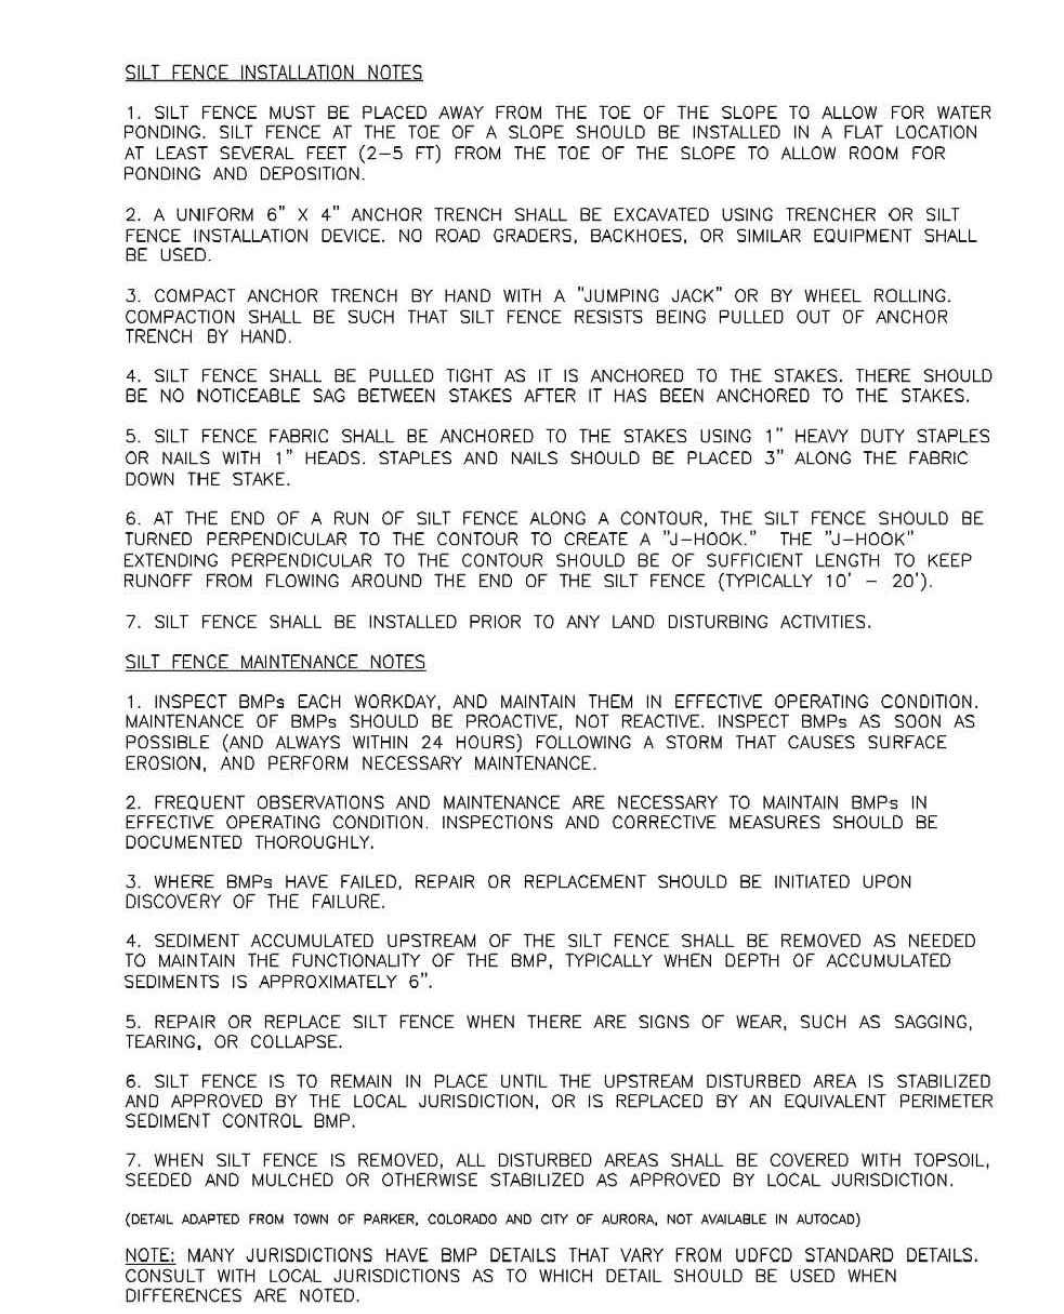 SILT FENCE INSTALLATION NOTES
1. SILT FENCE MUST BE PLACED AWAY FROM THE TOE OF THE SLOPE TO ALLOW FOR WATER
PONDING. SILT FENCE AT THE TOE OF A SLOPE SHOULD BE INSTALLED IN A FLAT LOCATION
AT LEAST SEVERAL FEET (2-5 FT) FROM THE TOE OF THE SLOPE TO ALLOW ROOM FOR
PONDING AND DEPOSITION.
2. A UNIFORM 6" X 4" ANCHOR TRENCH SHALL BE EXCAVATED USING TRENCHER OR SILT
FENCE INSTALLATION DEVICE. NO ROAD GRADERS, BACKHOES, OR SIMILAR EQUIPMENT SHALL
BE USED.
3. COMPACT ANCHOR TRENCH BY HAND WITH A "JUMPING JACK" OR BY WHEEL ROLLING.
COMPACTION SHALL BE SUCH THAT SILT FENCE RESISTS BEING PULLED OUT OF ANCHOR
TRENCH BY HAND.
4. SILT FENCE SHALL BE PULLED TIGHT AS IT IS ANCHORED TO THE STAKES. THERE SHOULD
BE NO NOTICEABLE SAG BETWEEN STAKES AFTER IT HAS BEEN ANCHORED TO THE STAKES.
5. SILT FENCE FABRIC SHALL BE ANCHORED TO THE STAKES USING 1" HEAVY DUTY STAPLES
OR NAILS WITH 1" HEADS. STAPLES AND NAILS SHOULD BE PLACED 3" ALONG THE FABRIC
DOWN THE STAKE.
6. AT THE END OF A RUN OF SILT FENCE ALONG A CONTOUR, THE SILT FENCE SHOULD BE
TURNED PERPENDICULAR TO THE CONTOUR TO CREATE A "J-HOOK." THE "J-HOOK"
EXTENDING PERPENDICULAR TO THE CONTOUR SHOULD BE OF SUFFICIENT LENGTH TO KEEP
RUNOFF FROM FLOWING AROUND THE END OF THE SILT FENCE (TYPICALLY 10' - 20').
7. SILT FENCE SHALL BE INSTALLED PRIOR TO ANY LAND DISTURBING ACTIVITIES.
SILT FENCE MAINTENANCE NOTES
1. INSPECT BMPs EACH WORKDAY, AND MAINTAIN THEM IN EFFECTIVE OPERATING CONDITION.
MAINTENANCE OF BMPs SHOULD BE PROACTIVE, NOT REACTIVE. INSPECT BMPs AS SOON AS
POSSIBLE (AND ALWAYS WITHIN 24 HOURS) FOLLOWING A STORM THAT CAUSES SURFACE
EROSION, AND PERFORM NECESSARY MAINTENANCE.
2. FREQUENT OBSERVATIONS AND MAINTENANCE ARE NECESSARY TO MAINTAIN BMPs IN
EFFECTIVE OPERATING CONDITION. INSPECTIONS AND CORRECTIVE MEASURES SHOULD BE
DOCUMENTED THOROUGHLY.
3. WHERE BMPs HAVE FAILED, REPAIR OR REPLACEMENT SHOULD BE INITIATED UPON
DISCOVERY OF THE FAILURE.
4. SEDIMENT ACCUMULATED UPSTREAM OF THE SILT FENCE SHALL BE REMOVED AS NEEDED
TO MAINTAIN THE FUNCTIONALITY OF THE BMP, TYPICALLY WHEN DEPTH OF ACCUMULATED
SEDIMENTS IS APPROXIMATELY 6".
5. REPAIR OR REPLACE SILT FENCE WHEN THERE ARE SIGNS OF WEAR, SUCH AS SAGGING,
TEARING, OR COLLAPSE.
6. SILT FENCE IS TO REMAIN IN PLACE UNTIL THE UPSTREAM DISTURBED AREA IS STABILIZED
AND APPROVED BY THE LOCAL JURISDICTION, OR IS REPLACED BY AN EQUIVALENT PERIMETER
SEDIMENT CONTROL BMP.
7. WHEN SILT FENCE IS REMOVED, ALL DISTURBED AREAS SHALL BE COVERED WITH TOPSOIL,
SEEDED AND MULCHED OR OTHERWISE STABILIZED AS APPROVED BY LOCAL JURISDICTION.
(DETAIL ADAPTED FROM TOWN OF PARKER, COLORADO AND CITY OF AURORA, NOT AVAILABLE IN AUTOCAD)
NOTE: MANY JURISDICTIONS HAVE BMP DETAILS THAT VARY FROM UDFCD STANDARD DETAILS.
CONSULT WITH LOCAL JURISDICTIONS AS TO WHICH DETAIL SHOULD BE USED WHEN
DIFFERENCES ARE NOTED.